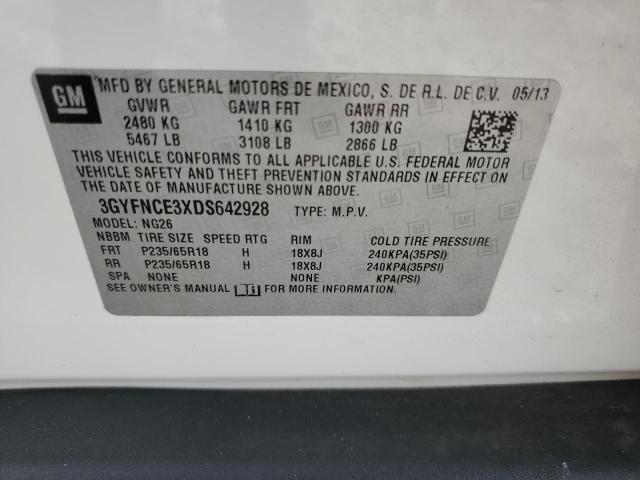 GM
MFD BY GENERAL MOTORS DE MEXICO, S. DE R.L. DE C.V. 05/13
GVWR GAWR FRT GAWR RR
2480 KG 1410 KG 1300 KG
5467 LB 3108 LB 2866 LB
THIS VEHICLE CONFORMS TO ALL APPLICABLE U.S. FEDERAL MOTOR
VEHICLE SAFETY AND THEFT PREVENTION STANDARDS IN EFFECT ON
THE DATE OF MANUFACTURE SHOWN ABOVE.
3GYFNCE3XDS642928 TYPE: M.P.V.
MODEL: NG26
NBBM TIRE SIZE SPEED RTG RIM COLD TIRE PRESSURE
FRT P235/65R18 H 18X8J 240KPA(35PSI)
RR P235/65R18 H 18X8J 240KPA(35PSI)
SPA NONE NONE KPA(PSI)
SEE OWNER'S MANUAL FOR MORE INFORMATION.